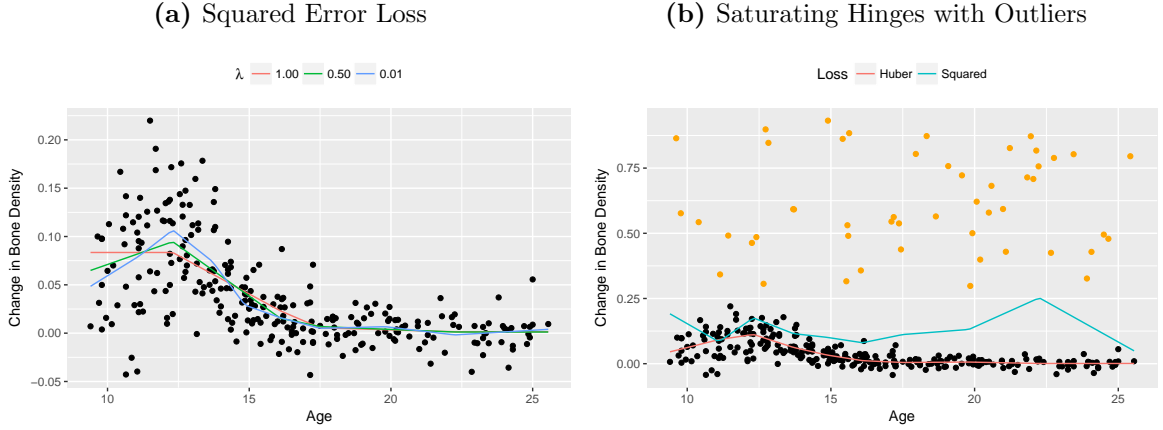 (a) Squared Error Loss
λ 1.00 0.50 0.01
0.20
0.15
0.10
0.05
0.00
−0.05
Change in Bone Density
10 15 20 25
Age
(b) Saturating Hinges with Outliers
Loss Huber Squared
0.75
0.50
0.25
0.00
Change in Bone Density
10 15 20 25
Age